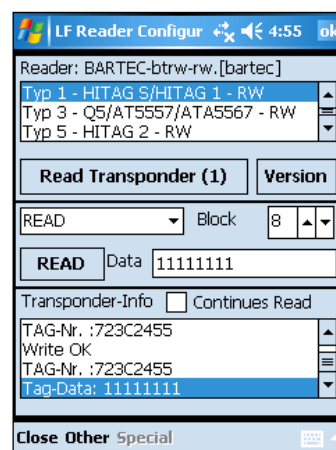 LF Reader Configur 4:55 ok
Reader: BARTEC-btrw-rw.[bartec]
Typ 1 - HITAG S/HITAG 1 - RW
Typ 3 - Q5/AT5557/ATA5567 - RW
Typ 5 - HITAG 2 - RW
Read Transponder (1) Version
READ Block 8
READ Data 11111111
Transponder-Info Continues Read
TAG-Nr. :723C2455
Write OK
TAG-Nr. :723C2455
Tag-Data: 11111111
Close Other Special